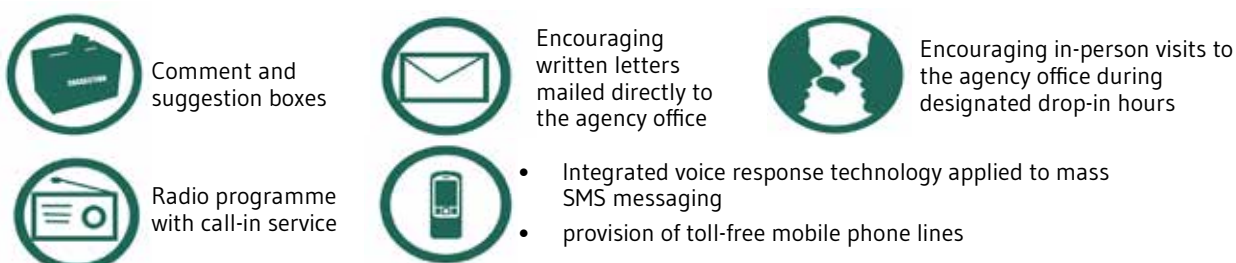 SUGGESTION
Comment and
suggestion boxes
Encouraging
written letters
mailed directly to
the agency office
Encouraging in-person visits to
the agency office during
designated drop-in hours
Radio programme
with call-in service
• Integrated voice response technology applied to mass
SMS messaging
• provision of toll-free mobile phone lines